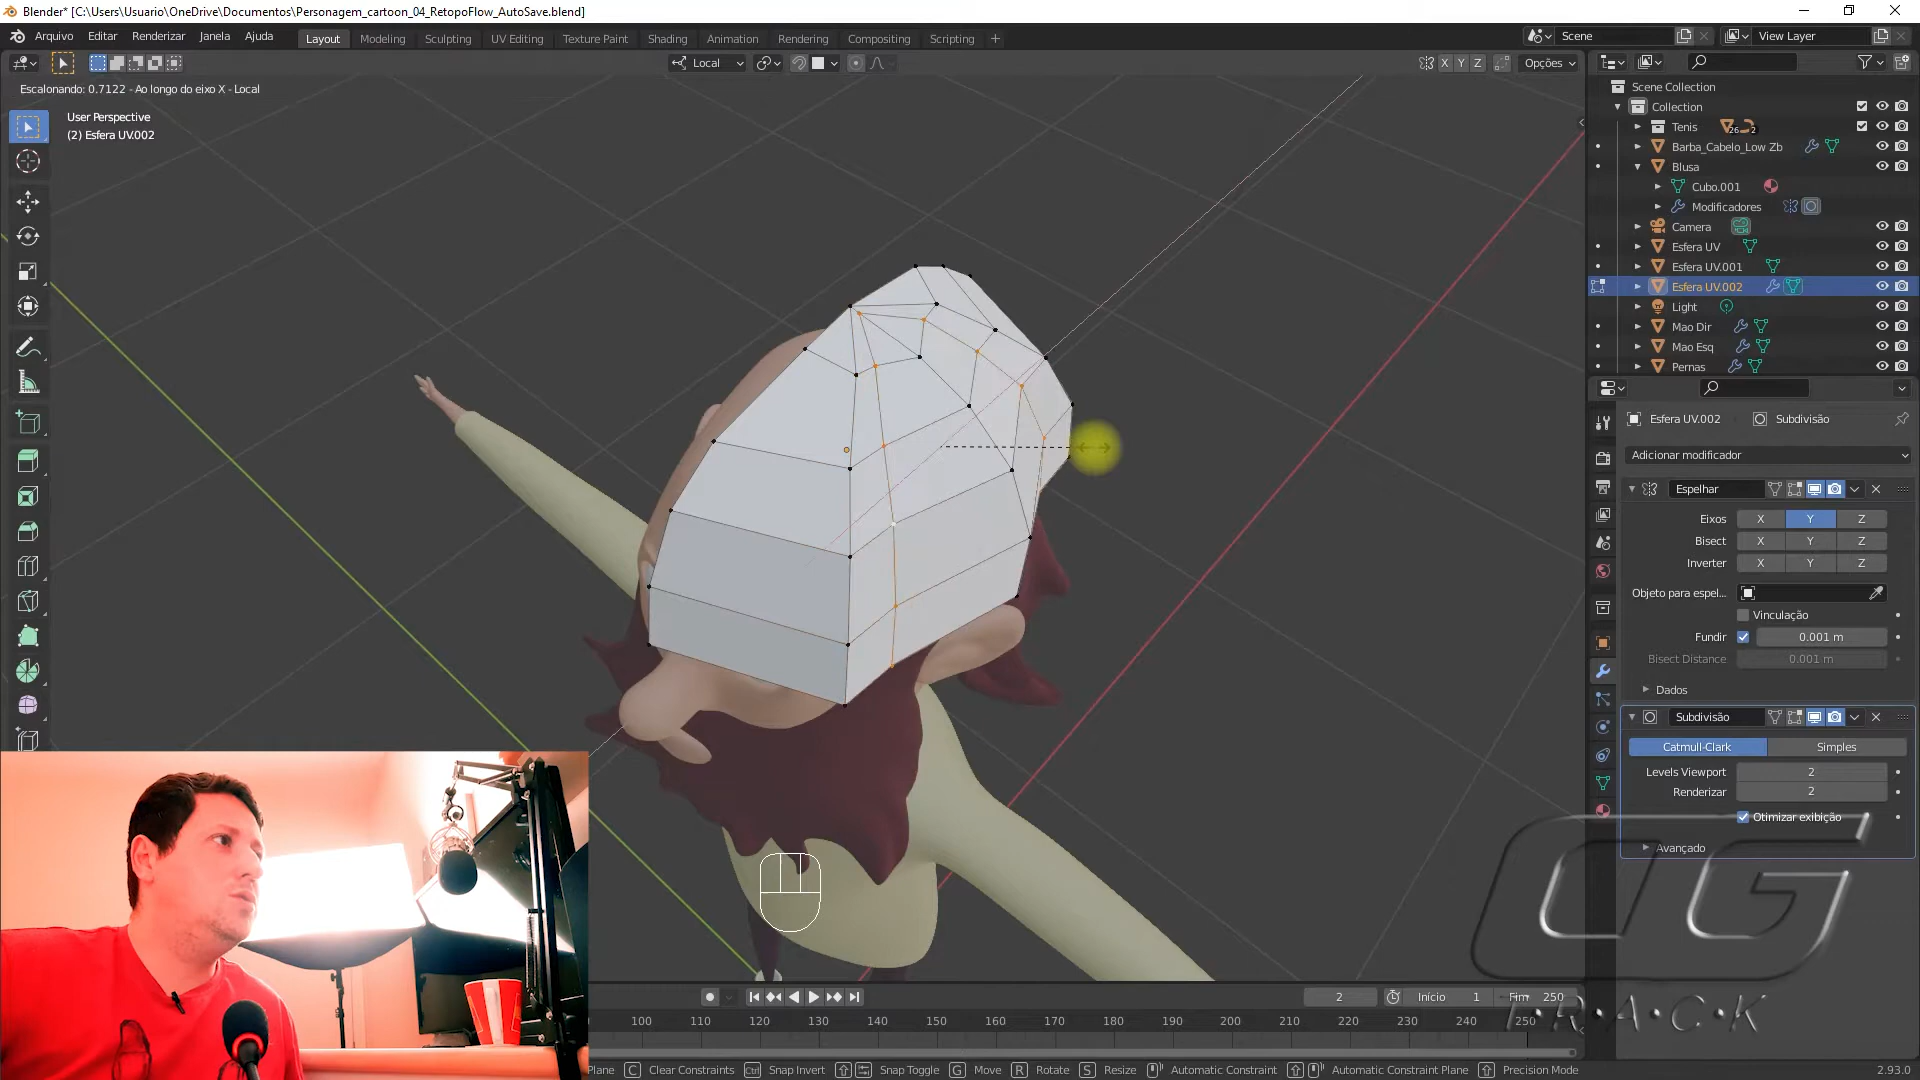 Blender* [C:\Users\Usuario\OneDrive\Documentos\Personagem_cartoon_04_RetopoFlow_AutoSave.blend]
Arquivo Editar Renderizar Janela Ajuda Layout Modeling Sculpting UV Editing Texture Paint Shading Animation Rendering Compositing Scripting + Scene View Layer
Local X Y Z Opções
Escalonando: 0.7122 - Ao longo do eixo X - Local
User Perspective
(2) Esfera UV.002
Scene Collection
Collection
Tenis 26 2
Barba_Cabelo_Low Zb
Blusa
Cubo.001
Modificadores
Camera
Esfera UV
Esfera UV.001
Esfera UV.002
Light
Mao Dir
Mao Esq
Pernas
Esfera UV.002 Subdivisão
Adicionar modificador
Espelhar
Eixos X Y Z
Bisect X Y Z
Inverter X Y Z
Objeto para espel...
Vinculação
Fundir 0.001 m
Bisect Distance 0.001 m
Dados
Subdivisão
Catmull-Clark Simples
Levels Viewport 2
Renderizar 2
Otimizar exibição
Avançado
OG
T•R•A•C•K
2 Início 1 Fim 250
100 110 120 130 140 150 160 170 180 190 200 210 220 230 240 250
Plane C Clear Constraints Ctrl Snap Invert Snap Toggle G Move R Rotate S Resize Automatic Constraint Automatic Constraint Plane Precision Mode 2.93.0